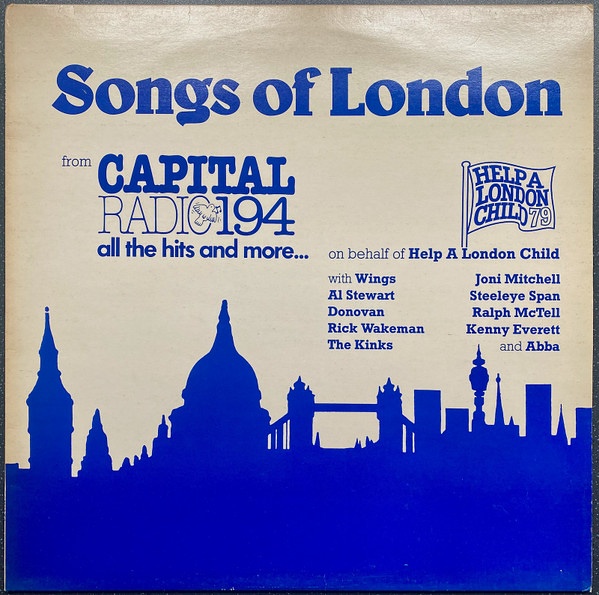 Songs of London
from CAPITAL
RADIO 194
all the hits and more...
HELP A
LONDON
CHILD 79
on behalf of Help A London Child
with Wings
Al Stewart
Donovan
Rick Wakeman
The Kinks
Joni Mitchell
Steeleye Span
Ralph McTell
Kenny Everett
and Abba